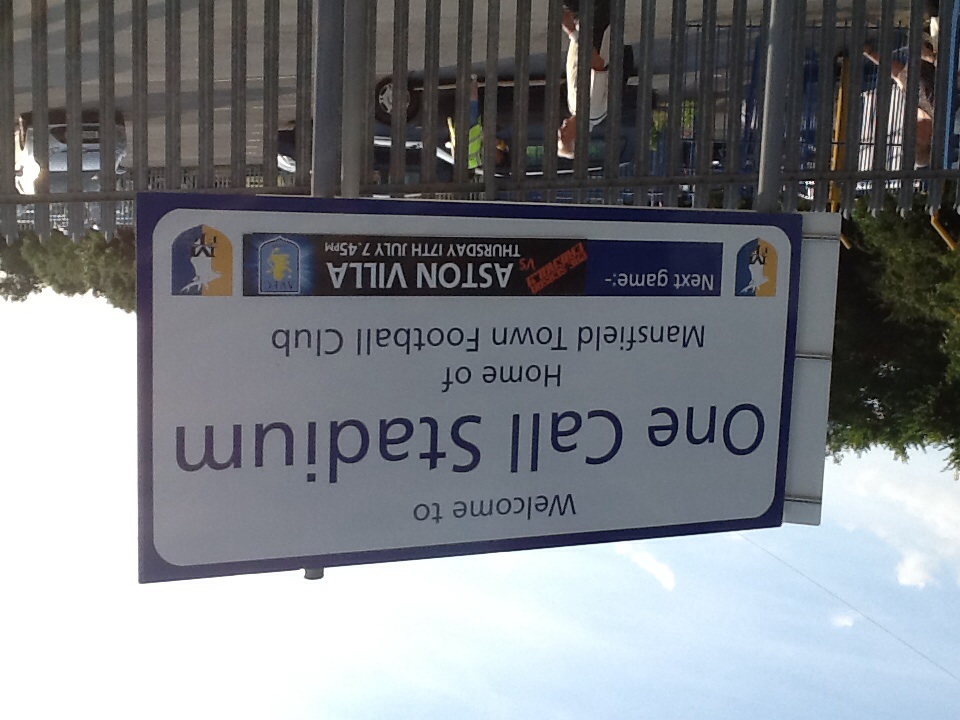 Welcome to
One Call Stadium
Home of
Mansfield Town Football Club
Next game:-
VS
ASTON VILLA
THURSDAY 17TH JULY 7.45PM
AVFC